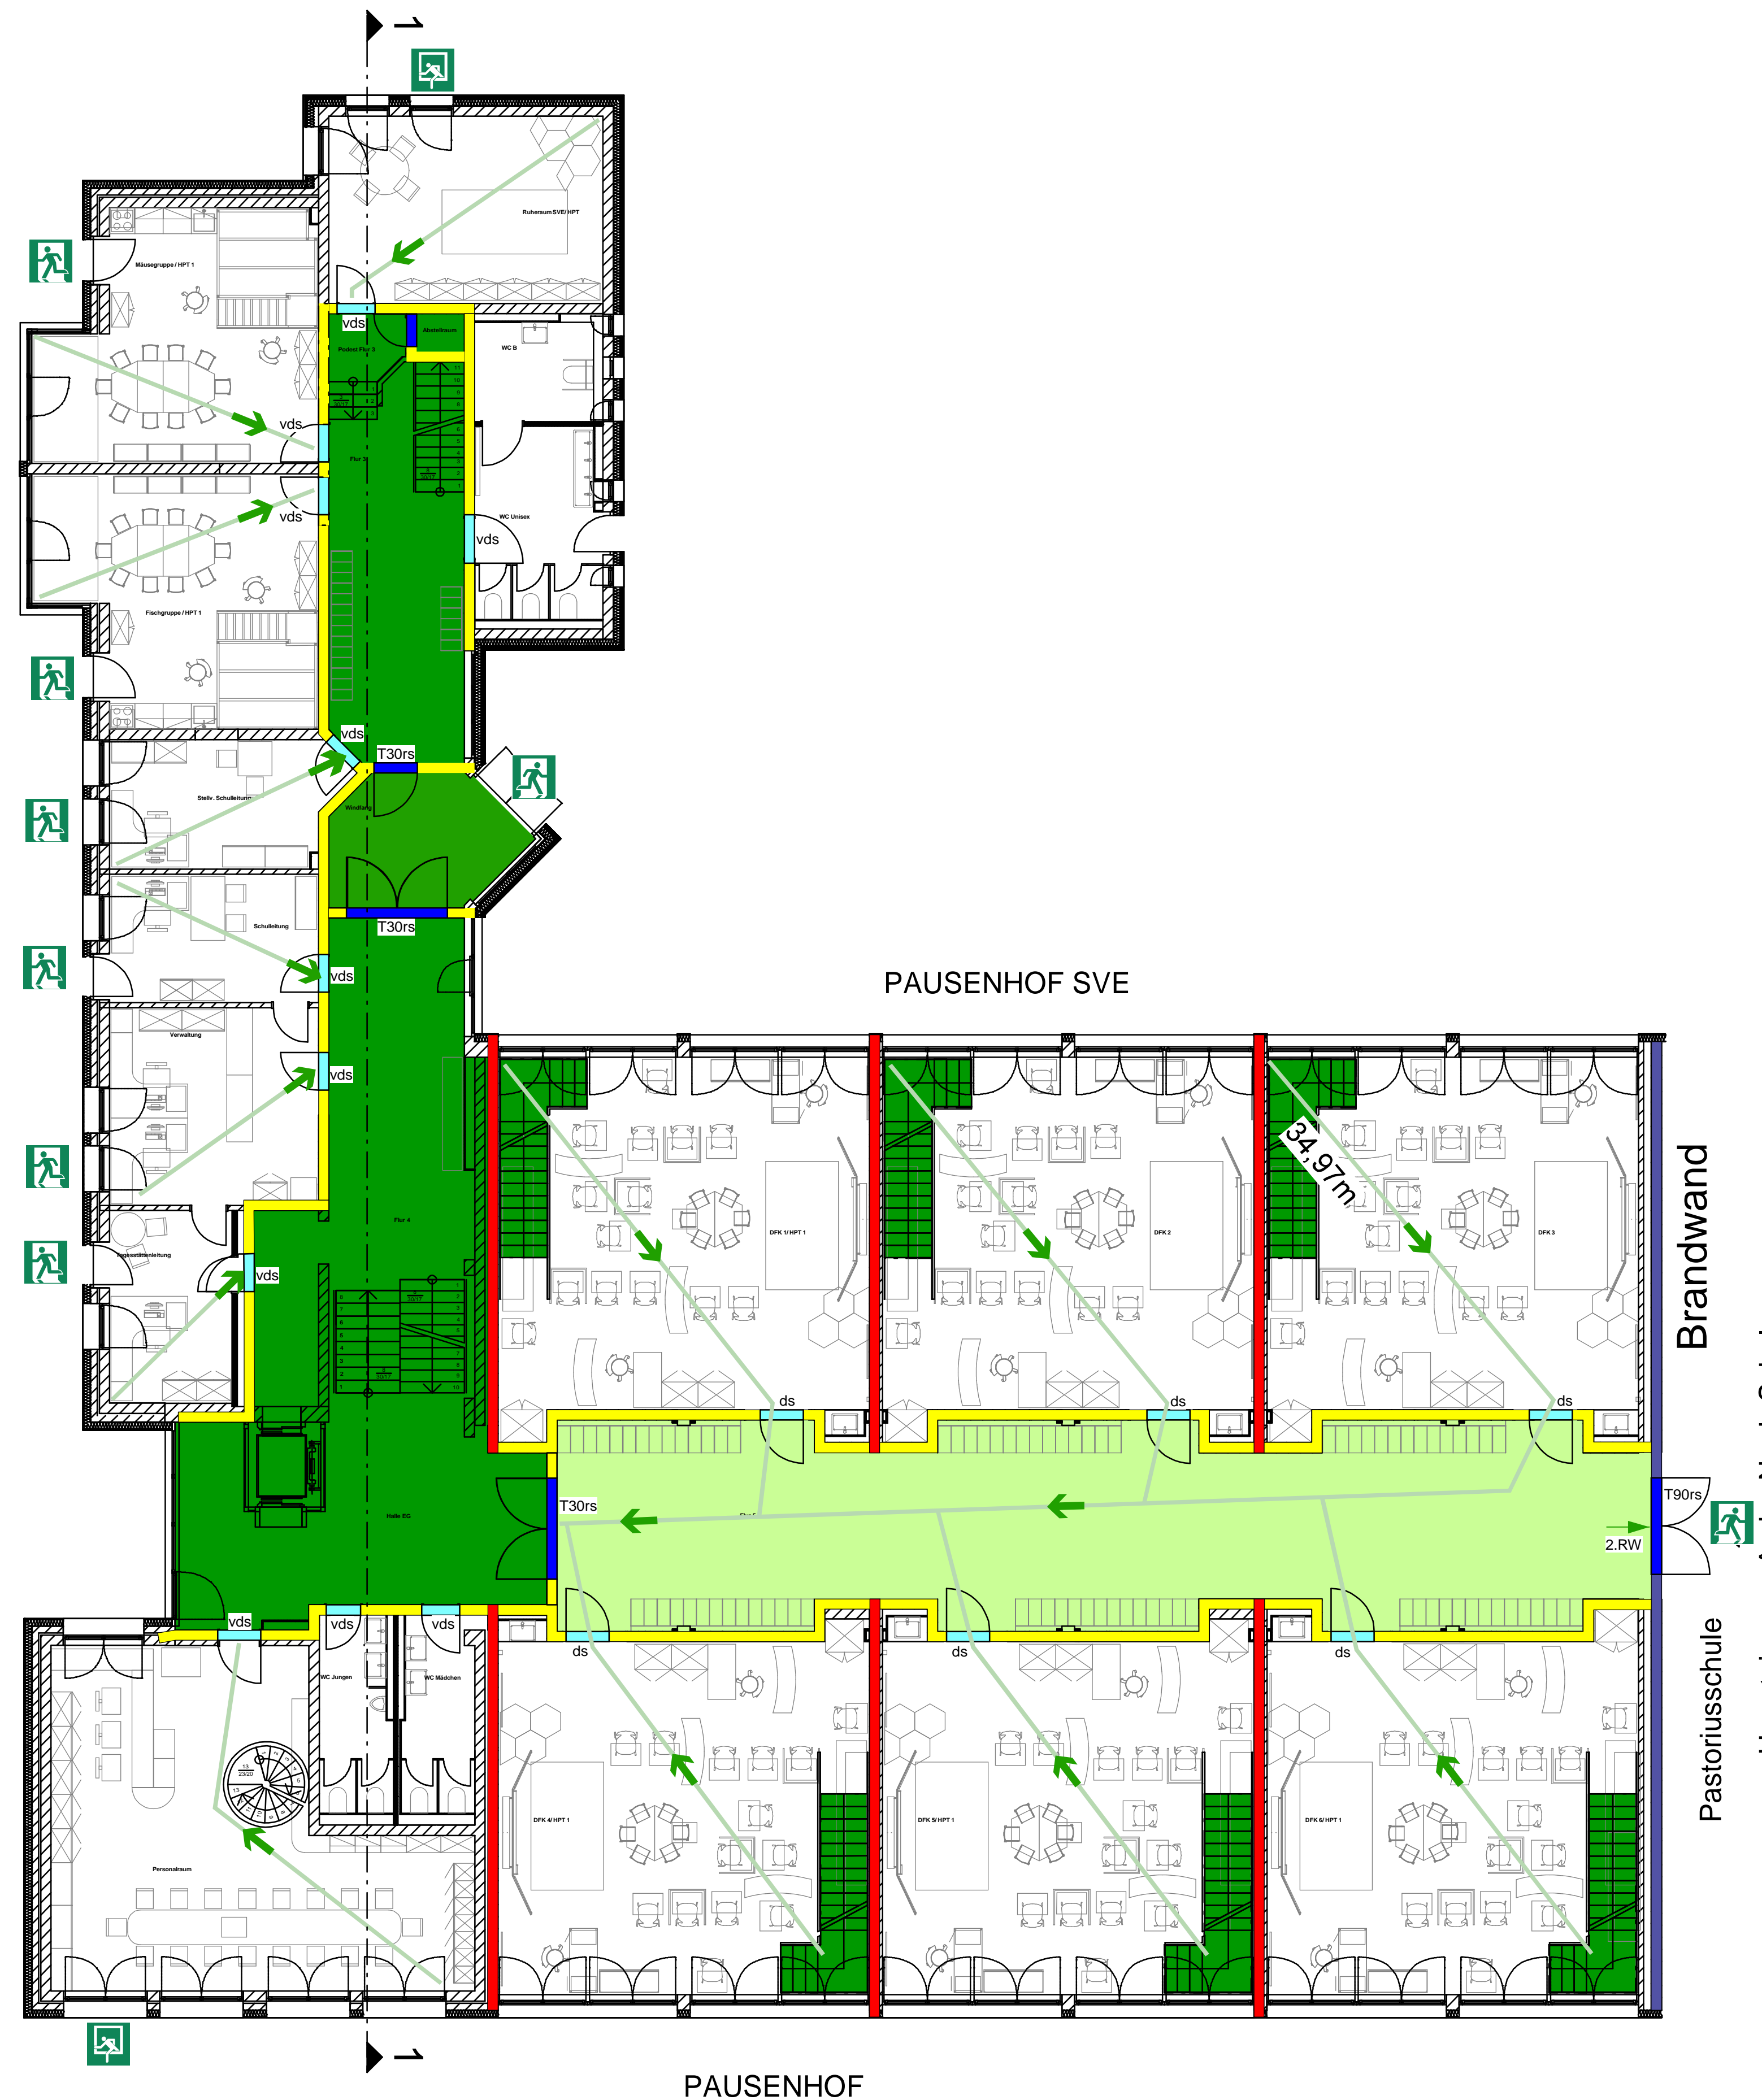 1
Ruheraum SVE/ HPT
Mäusegruppe / HPT 1
vds
Abstellraum
Podest Flur 3
WC B
vds
Flur 3
vds
WC Unisex
vds
Fischgruppe / HPT 1
vds
T30rs
Stellv. Schulleitung
Windfang
T30rs
Schulleitung
vds
PAUSENHOF SVE
Verwaltung
vds
34,97m
Brandwand
Flur 4
DFK 1/ HPT 1
DFK 2
DFK 3
Tagesstättenleitung
vds
ds
ds
ds
T30rs
T90rs
Halle EG
2.RW
vds
vds
vds
ds
ds
ds
WC Jungen
WC Mädchen
Pastoriusschule
13
23/20
DFK 4/ HPT 1
DFK 5/ HPT 1
DFK 6/ HPT 1
Personalraum
1
PAUSENHOF